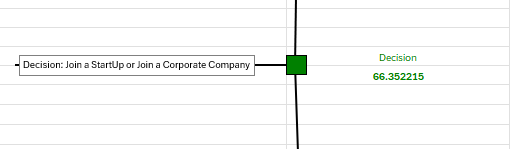 Decision: Join a StartUp or Join a Corporate Company
Decision
66.352215